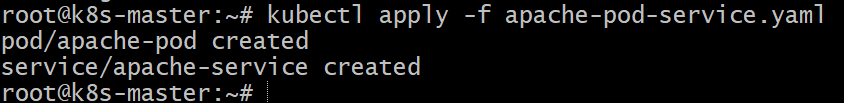 root@k8s-master:~# kubectl apply -f apache-pod-service.yaml
pod/apache-pod created
service/apache-service created
root@k8s-master:~#